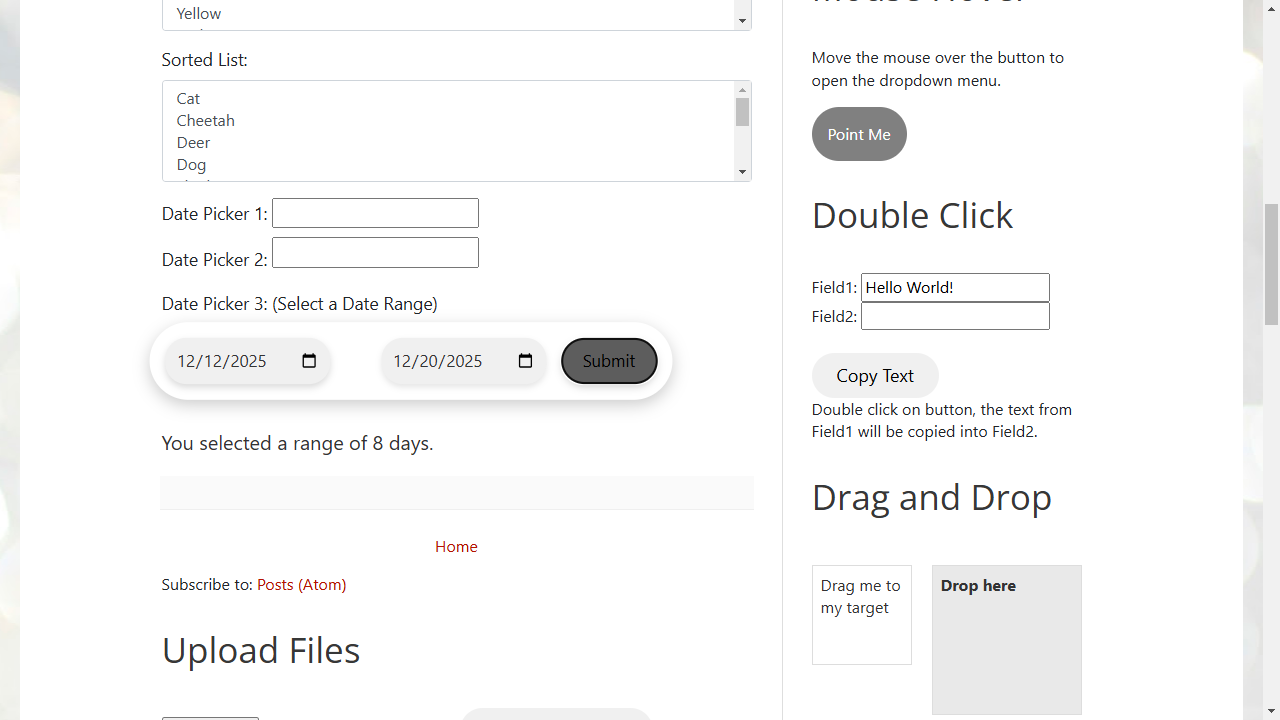 Yellow
Sorted List:
Cat
Cheetah
Deer
Dog
Date Picker 1:
Date Picker 2:
Date Picker 3: (Select a Date Range)
12/12/2025
12/20/2025
Submit
You selected a range of 8 days.
Home
Subscribe to: Posts (Atom)
Upload Files
Mouse Hover
Move the mouse over the button to
open the dropdown menu.
Point Me
Double Click
Field1: Hello World!
Field2:
Copy Text
Double click on button, the text from
Field1 will be copied into Field2.
Drag and Drop
Drag me to
my target
Drop here